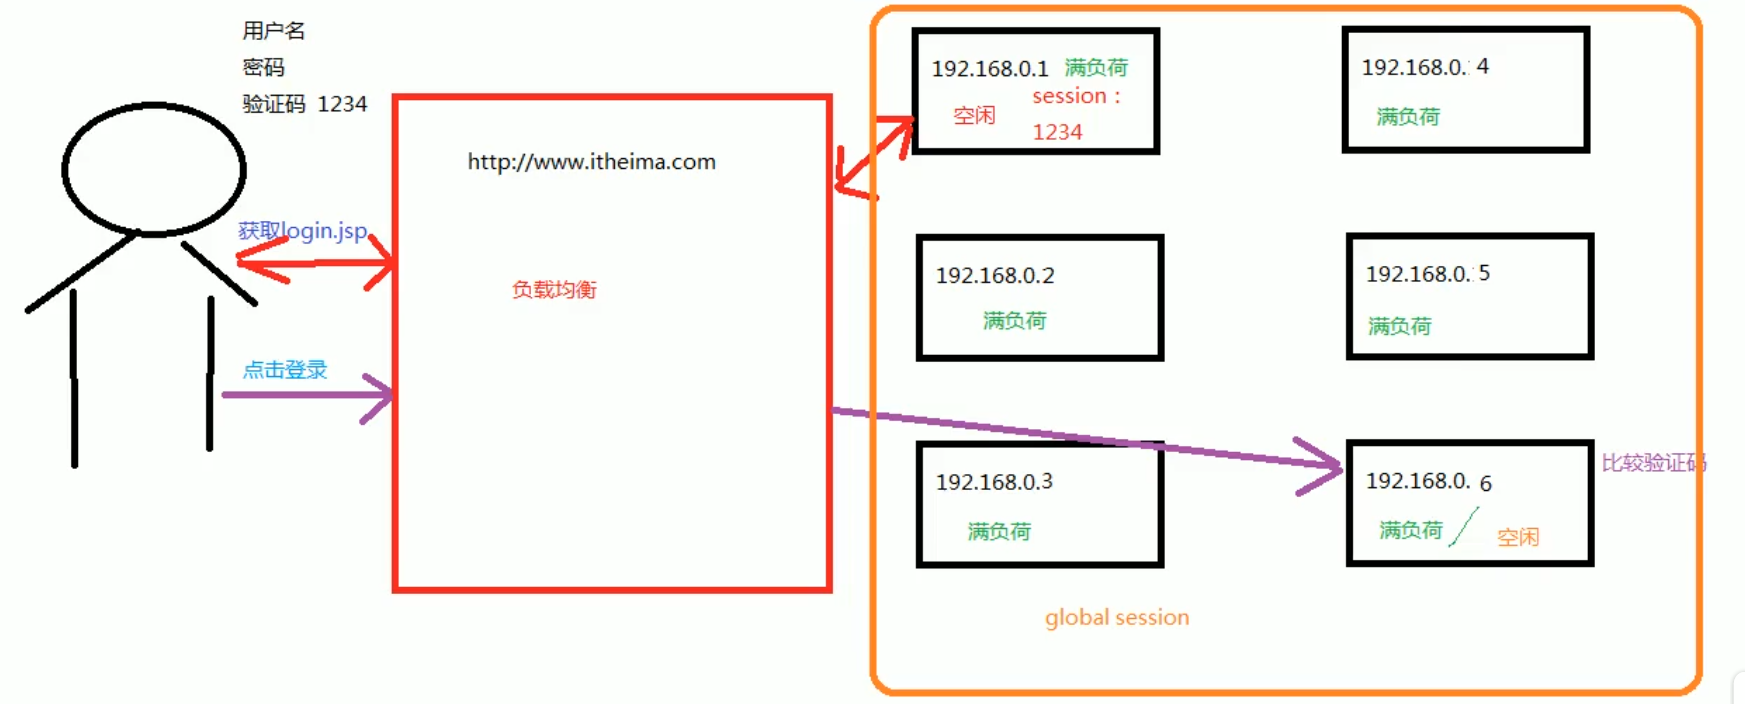 用户名
密码
验证码 1234
获取login.jsp
点击登录
http://www.itheima.com
负载均衡
192.168.0.1 满负荷
空闲
session：
1234
192.168.0. 4
满负荷
192.168.0.2
满负荷
192.168.0. 5
满负荷
192.168.0.3
满负荷
192.168.0. 6
满负荷
空闲
比较验证码
global session